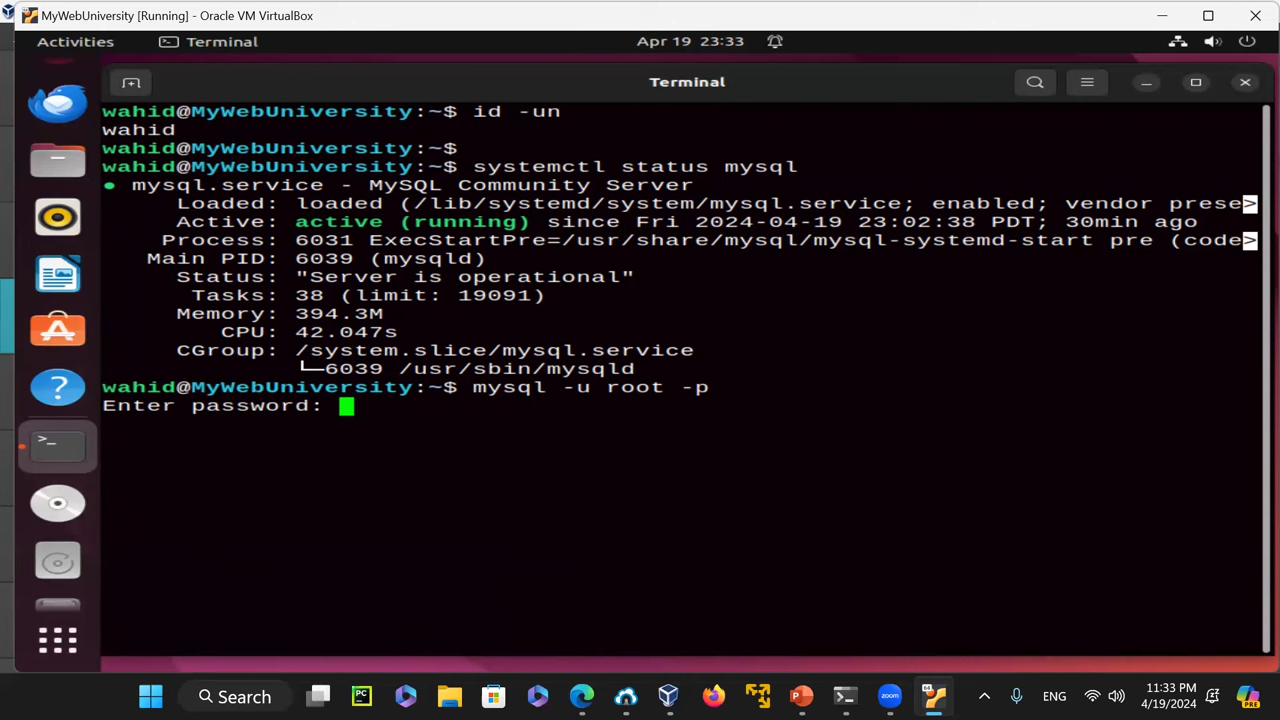 MyWebUniversity [Running] - Oracle VM VirtualBox
Activities
Terminal
Apr 19 23:33
Terminal
wahid@MyWebUniversity:~$ id -un
wahid
wahid@MyWebUniversity:~$
wahid@MyWebUniversity:~$ systemctl status mysql
● mysql.service - MySQL Community Server
Loaded: loaded (/lib/systemd/system/mysql.service; enabled; vendor prese>
Active: active (running) since Fri 2024-04-19 23:02:38 PDT; 30min ago
Process: 6031 ExecStartPre=/usr/share/mysql/mysql-systemd-start pre (code>
Main PID: 6039 (mysqld)
Status: "Server is operational"
Tasks: 38 (limit: 19091)
Memory: 394.3M
CPU: 42.047s
CGroup: /system.slice/mysql.service
└─6039 /usr/sbin/mysqld
wahid@MyWebUniversity:~$ mysql -u root -p
Enter password:
Search
PC
zoom
ENG
11:33 PM
4/19/2024
PRE